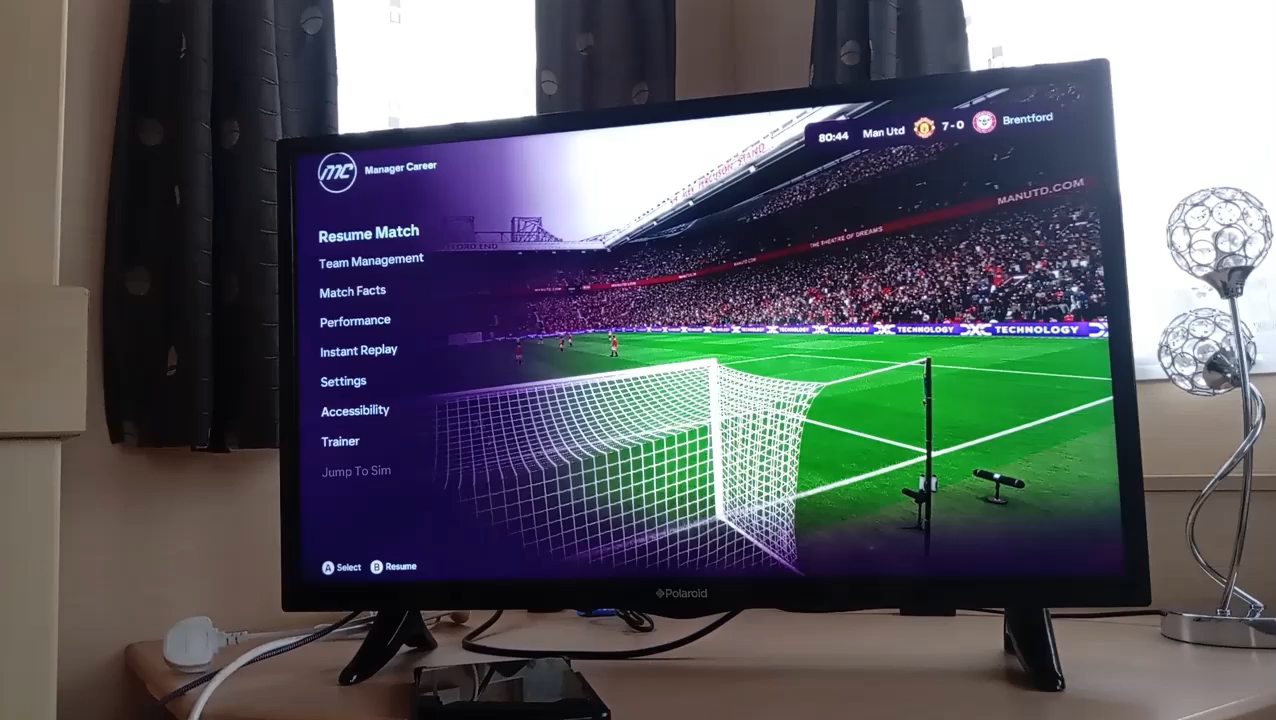 80:44 Man Utd 7-0 Brentford
MC Manager Career
MANUTD.COM
Resume Match
THE THEATRE OF DREAMS
Team Management
Match Facts
TECHNOLOGY TECHNOLOGY TECHNOLOGY
Performance
Instant Replay
Settings
Accessibility
Trainer
Jump To Sim
A Select B Resume
Polaroid